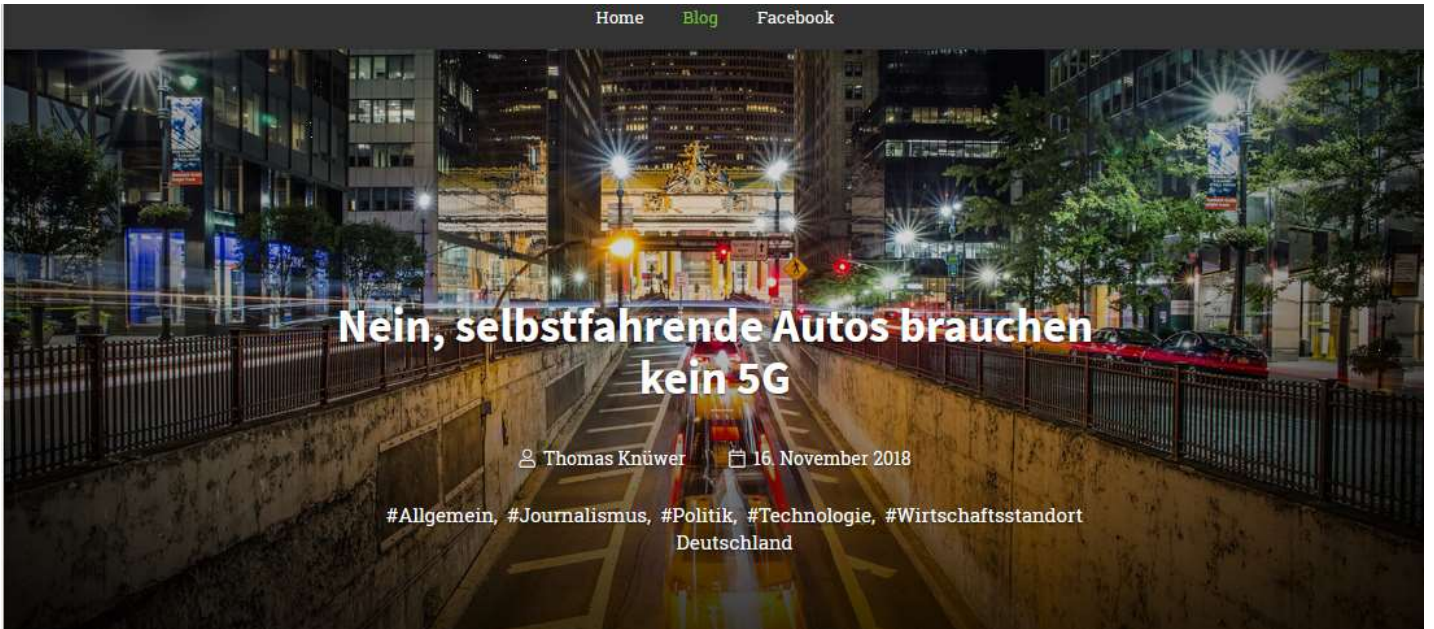 Home Blog Facebook
Nein, selbstfahrende Autos brauchen
kein 5G
Thomas Knüwer 16. November 2018
#Allgemein, #Journalismus, #Politik, #Technologie, #Wirtschaftsstandort
Deutschland